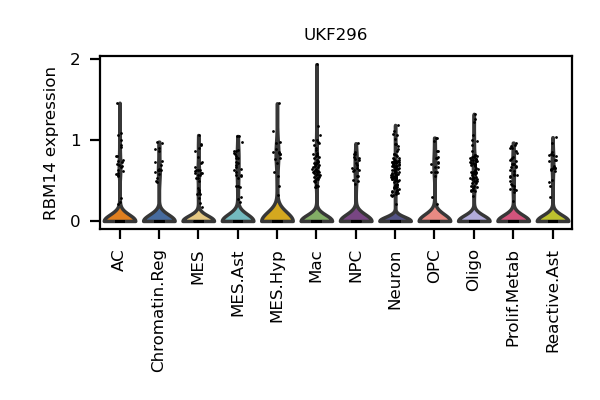 UKF296
RBM14 expression
2
1
0
AC
Chromatin.Reg
MES
MES.Ast
MES.Hyp
Mac
NPC
Neuron
OPC
Oligo
Prolif.Metab
Reactive.Ast